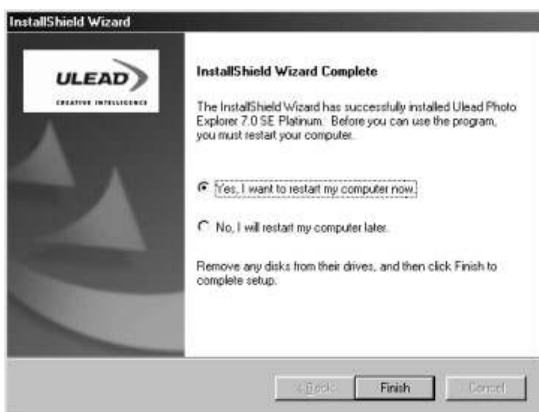 InstallShield Wizard
ULEAD
CREATIVE INTELLIGENCE
InstallShield Wizard Complete
The InstallShield Wizard has successfully installed Ulead Photo
Explorer 7.0 SE Platinum. Before you can use the program,
you must restart your computer.
Yes, I want to restart my computer now.
No, I will restart my computer later.
Remove any disks from their drives, and then click Finish to
complete setup.
< Back
Finish
Cancel